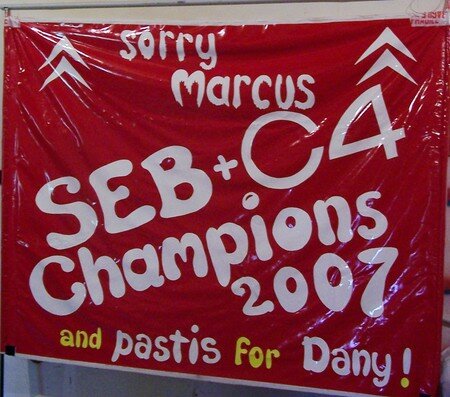 sorry
Marcus
SEB + C4
Champions
2007
and pastis for Dany!